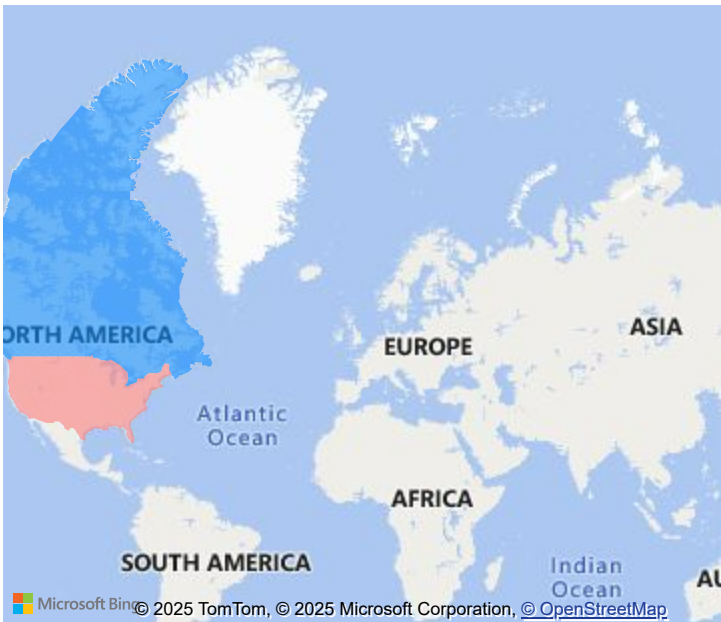 ORTH AMERICA
ASIA
EUROPE
Atlantic
Ocean
AFRICA
SOUTH AMERICA
Indian
Ocean
AU
Microsoft Bing
© 2025 TomTom, © 2025 Microsoft Corporation, © OpenStreetMap